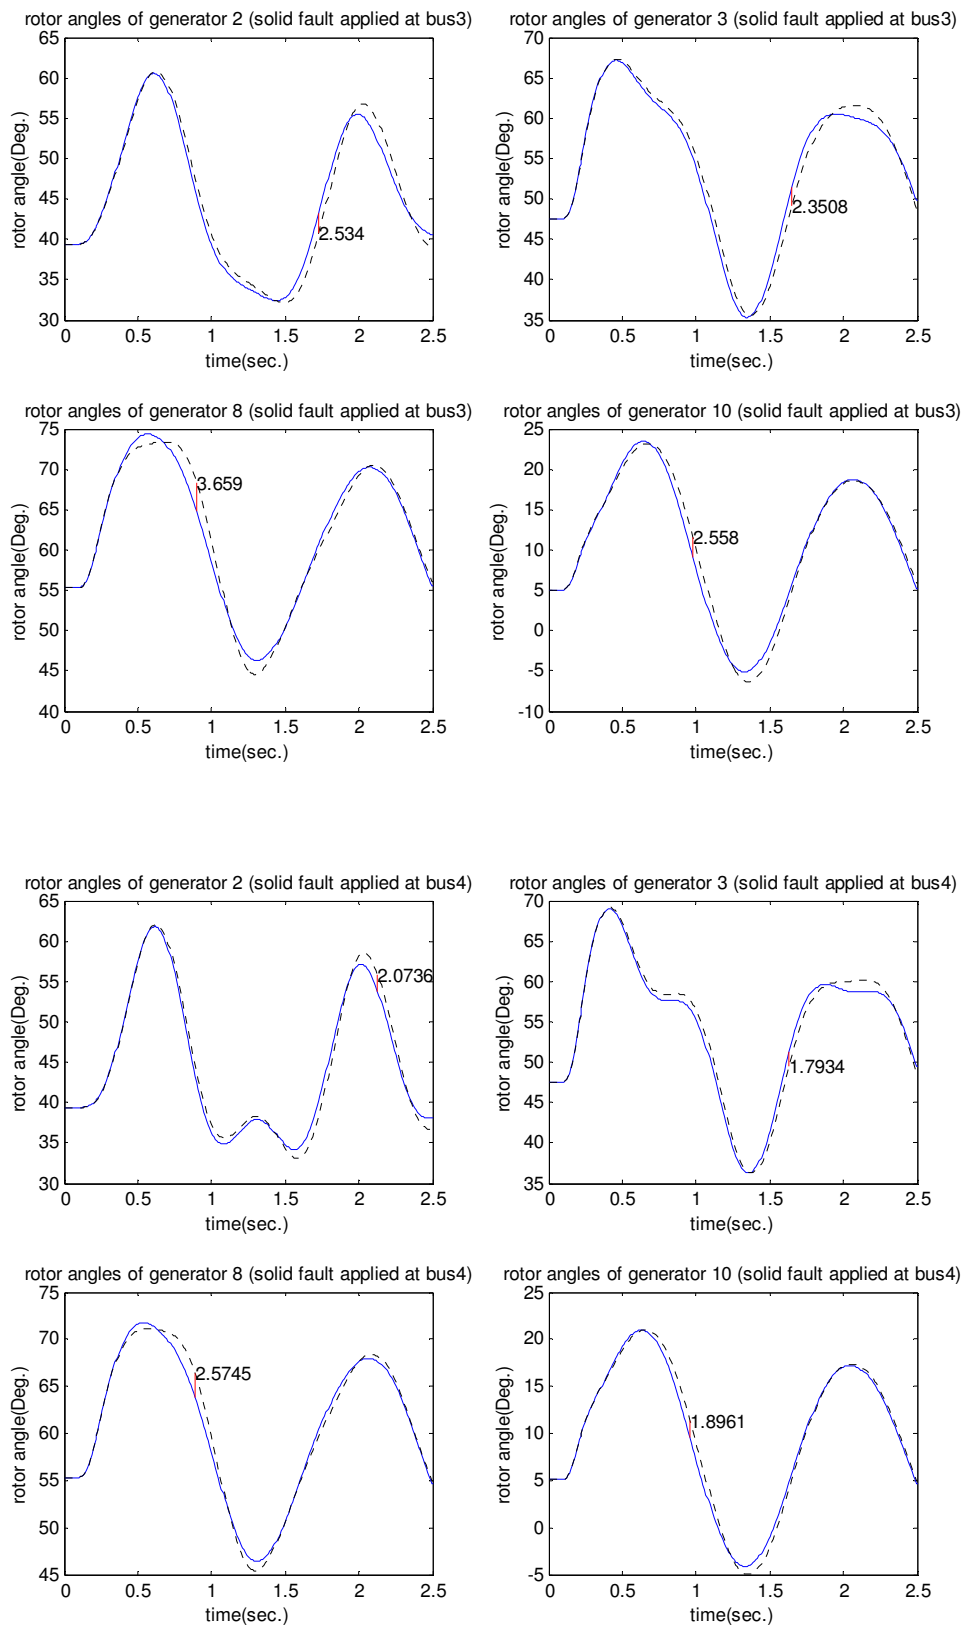 rotor angles of generator 2 (solid fault applied at bus3)
65
60
55
50
45
40
35
30
rotor angle(Deg.)
2.534
0 0.5 1 1.5 2 2.5
time(sec.)
rotor angles of generator 3 (solid fault applied at bus3)
70
65
60
55
50
45
40
35
rotor angle(Deg.)
2.3508
0 0.5 1 1.5 2 2.5
time(sec.)
rotor angles of generator 8 (solid fault applied at bus3)
75
70
65
60
55
50
45
40
rotor angle(Deg.)
3.659
0 0.5 1 1.5 2 2.5
time(sec.)
rotor angles of generator 10 (solid fault applied at bus3)
25
20
15
10
5
0
-5
-10
rotor angle(Deg.)
2.558
0 0.5 1 1.5 2 2.5
time(sec.)
rotor angles of generator 2 (solid fault applied at bus4)
65
60
55
50
45
40
35
30
rotor angle(Deg.)
2.0736
0 0.5 1 1.5 2 2.5
time(sec.)
rotor angles of generator 3 (solid fault applied at bus4)
70
65
60
55
50
45
40
35
rotor angle(Deg.)
1.7934
0 0.5 1 1.5 2 2.5
time(sec.)
rotor angles of generator 8 (solid fault applied at bus4)
75
70
65
60
55
50
45
rotor angle(Deg.)
2.5745
0 0.5 1 1.5 2 2.5
time(sec.)
rotor angles of generator 10 (solid fault applied at bus4)
25
20
15
10
5
0
-5
rotor angle(Deg.)
1.8961
0 0.5 1 1.5 2 2.5
time(sec.)